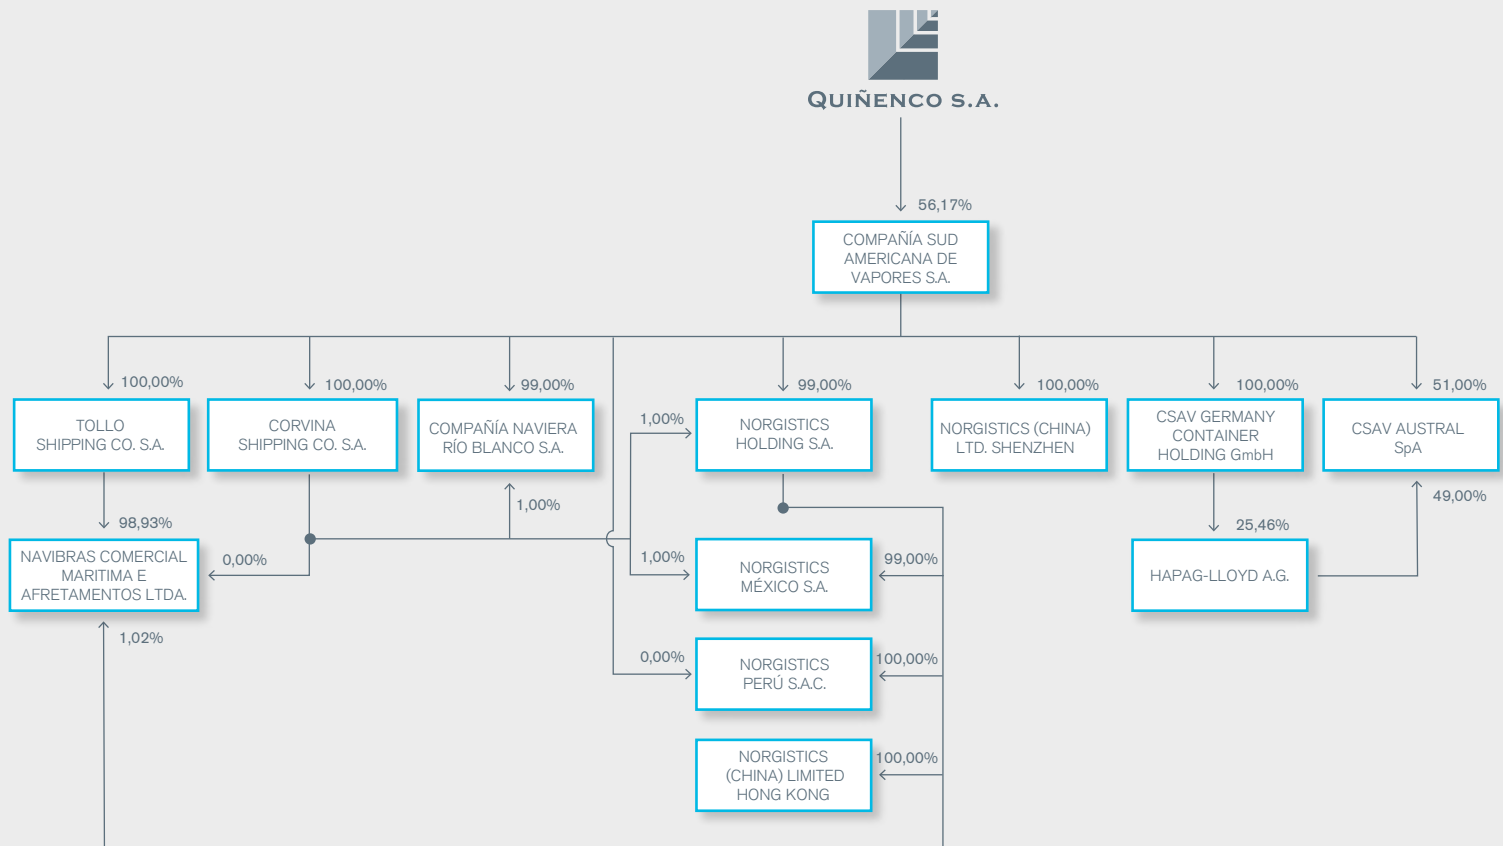 QUIÑENCO S.A.
56,17%
COMPAÑÍA SUD
AMERICANA DE
VAPORES S.A.
100,00%
TOLLO
SHIPPING CO. S.A.
100,00%
CORVINA
SHIPPING CO. S.A.
99,00%
COMPAÑÍA NAVIERA
RÍO BLANCO S.A.
1,00%
99,00%
NORGISTICS
HOLDING S.A.
100,00%
NORGISTICS (CHINA)
LTD. SHENZHEN
100,00%
CSAV GERMANY
CONTAINER
HOLDING GmbH
51,00%
CSAV AUSTRAL
SpA
98,93%
NAVIBRAS COMERCIAL
MARITIMA E
AFRETAMENTOS LTDA.
0,00%
1,02%
1,00%
1,00%
NORGISTICS
MÉXICO S.A.
99,00%
25,46%
HAPAG-LLOYD A.G.
49,00%
0,00%
NORGISTICS
PERÚ S.A.C.
100,00%
NORGISTICS
(CHINA) LIMITED
HONG KONG
100,00%